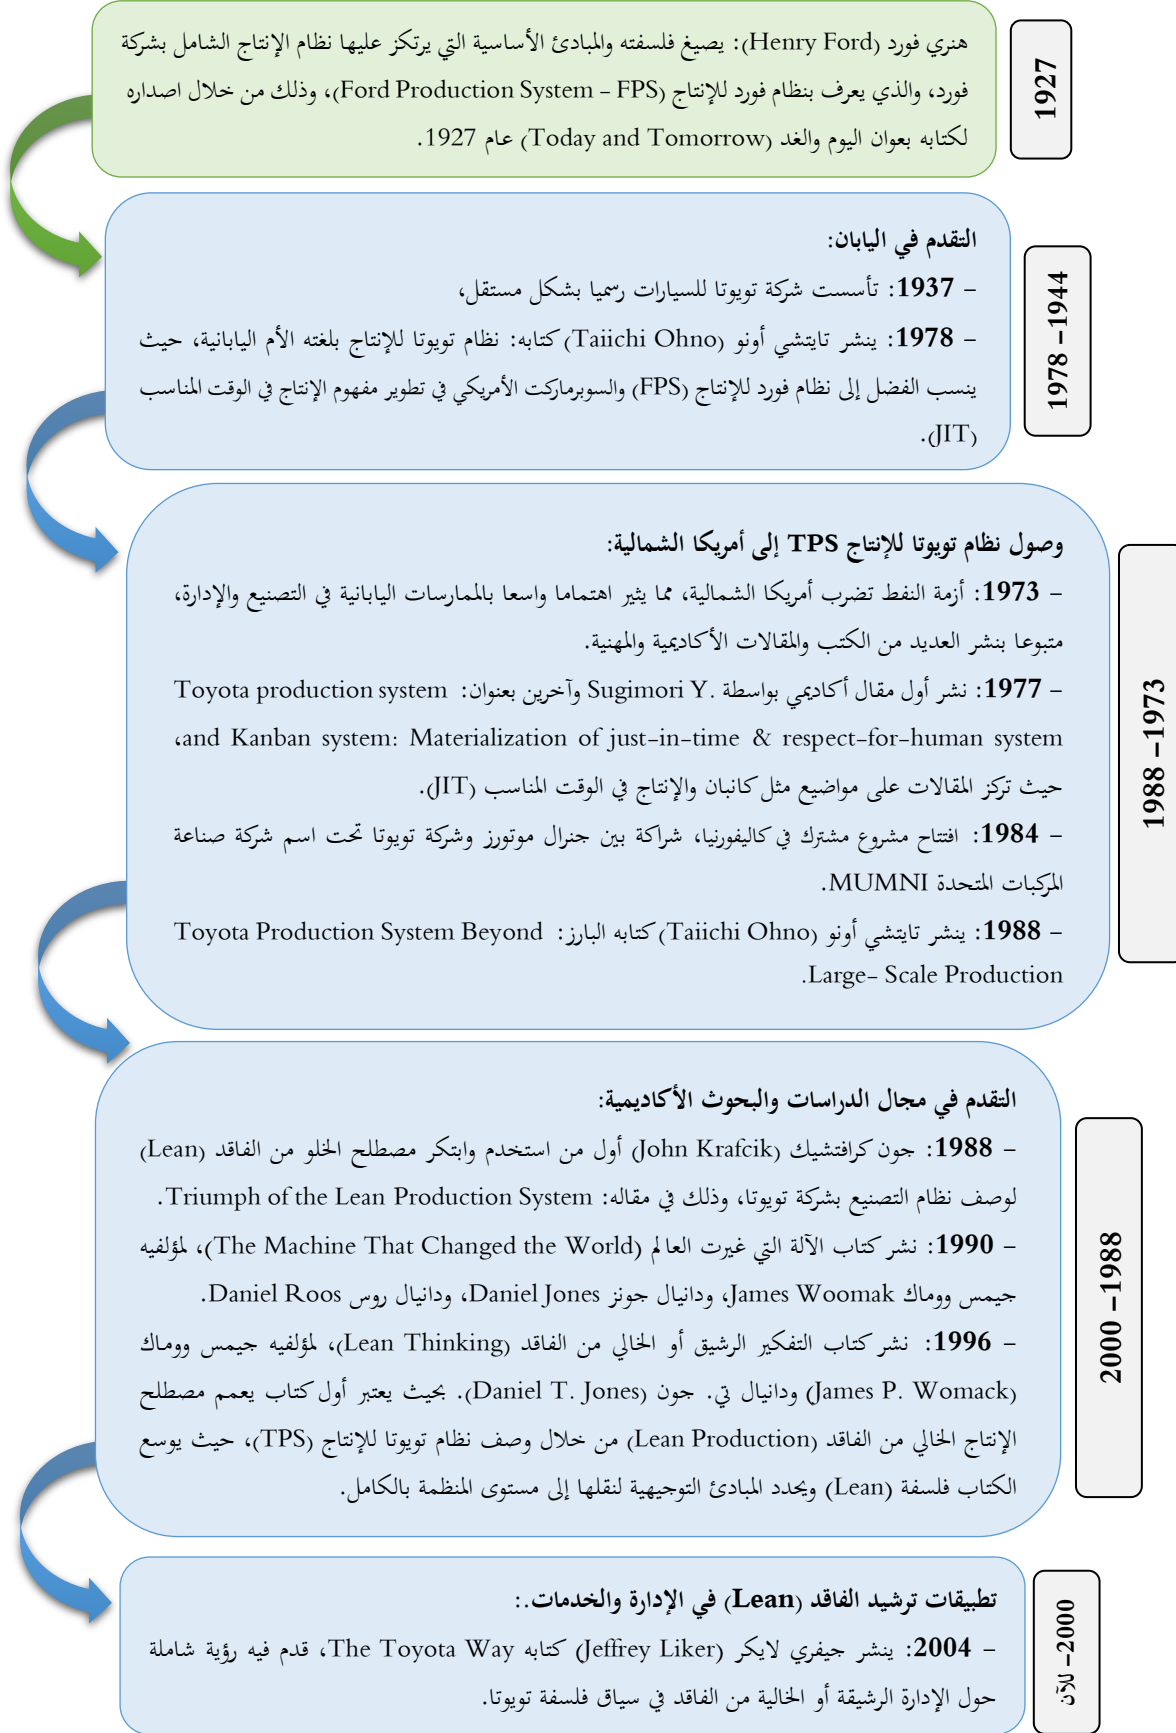 1927
هنري فورد (Henry Ford): يصيغ فلسفته والمبادئ الأساسية التي يرتكز عليها نظام الإنتاج الشامل بشركة
فورد، والذي يعرف بنظام فورد للإنتاج (Ford Production System - FPS)، وذلك من خلال اصداره
لكتابه بعوان اليوم والغد (Today and Tomorrow) عام 1927.
1944– 1978
التقدم في اليابان:
– 1937: تأسست شركة تويوتا للسيارات رسميا بشكل مستقل،
– 1978: ينشر تايتشي أونو (Taiichi Ohno) كتابه: نظام تويوتا للإنتاج بلغته الأم اليابانية، حيث
ينسب الفضل إلى نظام فورد للإنتاج (FPS) والسوبرماركت الأمريكي في تطوير مفهوم الإنتاج في الوقت المناسب
(JIT).
1973– 1988
وصول نظام تويوتا للإنتاج TPS إلى أمريكا الشمالية:
– 1973: أزمة النفط تضرب أمريكا الشمالية، مما يثير اهتماما واسعا بالممارسات اليابانية في التصنيع والإدارة،
متبوعا بنشر العديد من الكتب والمقالات الأكاديمية والمهنية.
– 1977: نشر أول مقال أكاديمي بواسطة Sugimori Y. وآخرين بعنوان: Toyota production system
and Kanban system: Materialization of just-in-time & respect-for-human system،
حيث تركز المقالات على مواضيع مثل كانبان والإنتاج في الوقت المناسب (JIT).
– 1984: افتتاح مشروع مشترك في كاليفورنيا، شراكة بين جنرال موتورز وشركة تويوتا تحت اسم شركة صناعة
المركبات المتحدة MUMNI.
– 1988: ينشر تايتشي أونو (Taiichi Ohno) كتابه البارز: Toyota Production System Beyond
Large- Scale Production.
1988– 2000
التقدم في مجال الدراسات والبحوث الأكاديمية:
– 1988: جون كرافتشيك (John Krafcik) أول من استخدم وابتكر مصطلح الخلو من الفاقد (Lean)
لوصف نظام التصنيع بشركة تويوتا، وذلك في مقاله: Triumph of the Lean Production System.
– 1990: نشر كتاب الآلة التي غيرت العالم (The Machine That Changed the World)، لمؤلفيه
جيمس ووماك James Woomak، ودانيال جونز Daniel Jones، ودانيال روس Daniel Roos.
– 1996: نشر كتاب التفكير الرشيق أو الخالي من الفاقد (Lean Thinking)، لمؤلفيه جيمس ووماك
(James P. Womack) ودانيال تي. جون (Daniel T. Jones). بحيث يعتبر أول كتاب يعمم مصطلح
الإنتاج الخالي من الفاقد (Lean Production) من خلال وصف نظام تويوتا للإنتاج (TPS)، حيث يوسع
الكتاب فلسفة (Lean) ويحدد المبادئ التوجيهية لنقلها إلى مستوى المنظمة بالكامل.
2000– للآن
تطبيقات ترشيد الفاقد (Lean) في الإدارة والخدمات.:
– 2004: ينشر جيفري لايكر (Jeffrey Liker) كتابه The Toyota Way، قدم فيه رؤية شاملة
حول الإدارة الرشيقة أو الخالية من الفاقد في سياق فلسفة تويوتا.